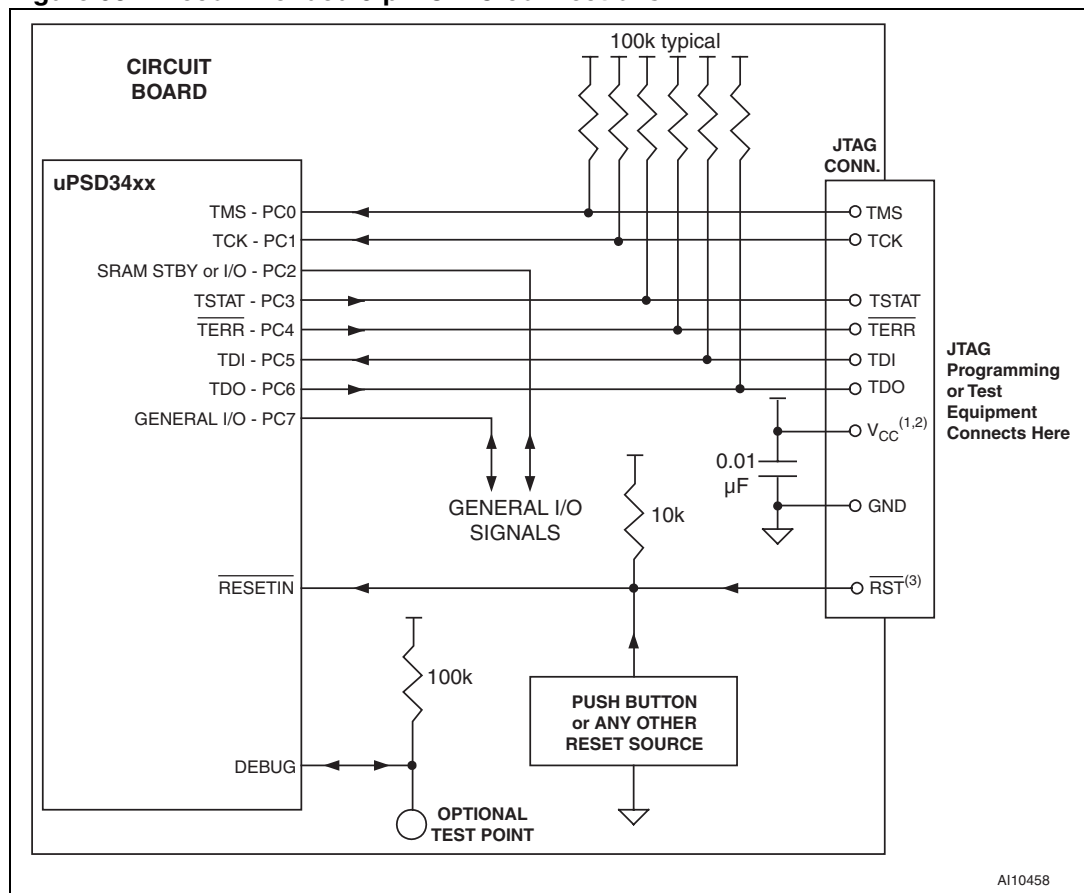 100k typical
CIRCUIT
BOARD
JTAG
CONN.
uPSD34xx
TMS - PC0
TMS
TCK - PC1
TCK
SRAM STBY or I/O - PC2
TSTAT - PC3
TSTAT
TERR - PC4
TERR
TDI - PC5
TDI
TDO - PC6
TDO
JTAG
Programming
or Test
Equipment
Connects Here
GENERAL I/O - PC7
VCC(1,2)
0.01
µF
GENERAL I/O
SIGNALS
10k
GND
RESETIN
RST(3)
100k
PUSH BUTTON
or ANY OTHER
RESET SOURCE
DEBUG
OPTIONAL
TEST POINT
AI10458